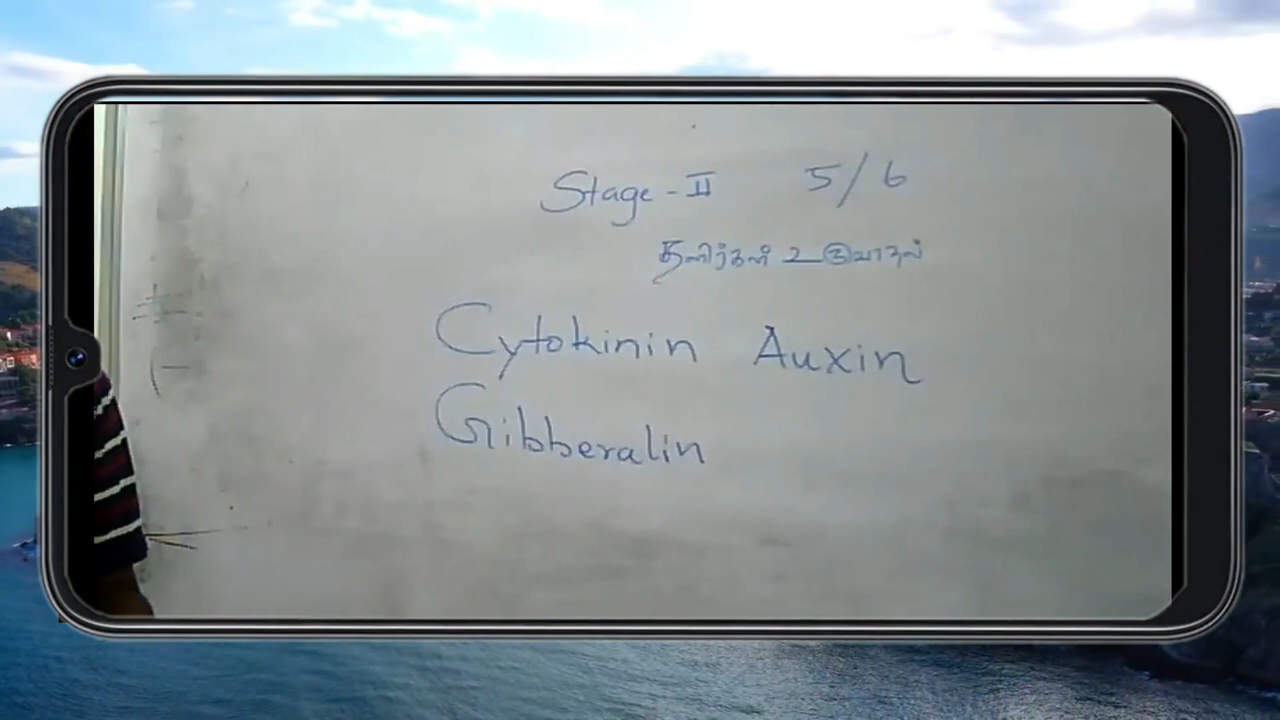 Stage - II 5/6
தளிர்கள் உருவாதல்
Cytokinin Auxin
Gibberalin